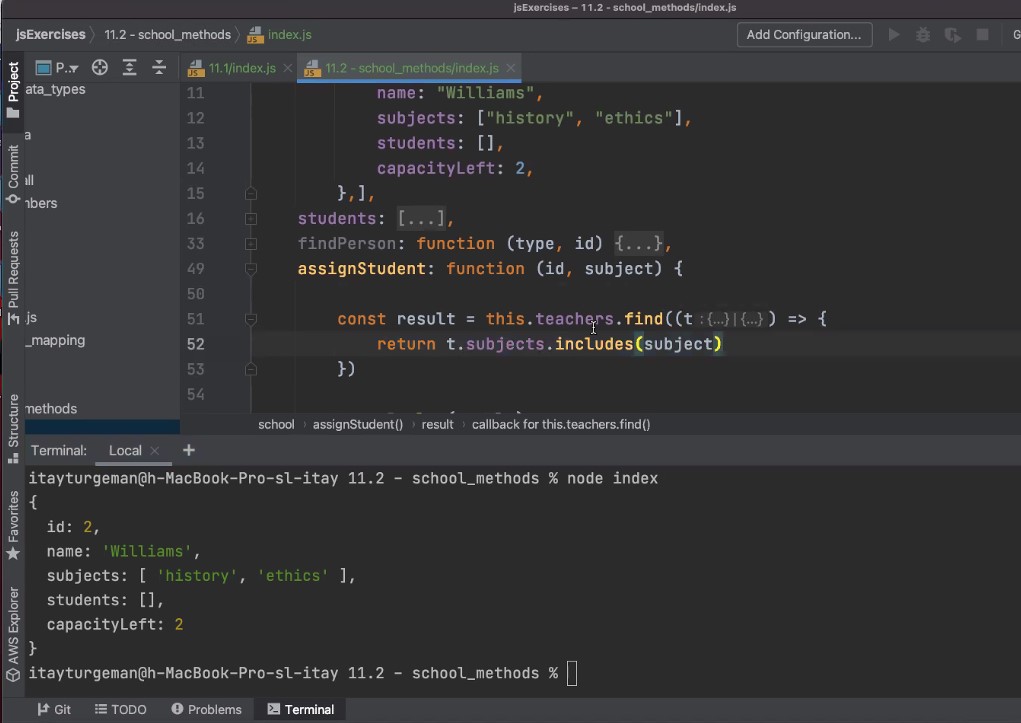 jsExercises – 11.2 - school_methods/index.js
jsExercises 11.2 - school_methods index.js
Add Configuration...
G
Project
Commit
Pull Requests
Structure
Favorites
AWS Explorer
P..
11.1/index.js
11.2 - school_methods/index.js
ata_types
a
all
nbers
.js
_mapping
methods
11 name: "Williams",
12 subjects: ["history", "ethics"],
13 students: [],
14 capacityLeft: 2,
15 },],
16 students: [...],
33 findPerson: function (type, id) {...},
49 assignStudent: function (id, subject) {
50
51 const result = this.teachers.find((t :{…}|{…} ) => {
52 return t.subjects.includes(subject)
53 })
54
school assignStudent() result callback for this.teachers.find()
Terminal: Local +
itayturgeman@h-MacBook-Pro-sl-itay 11.2 - school_methods % node index
{
id: 2,
name: 'Williams',
subjects: [ 'history', 'ethics' ],
students: [],
capacityLeft: 2
}
itayturgeman@h-MacBook-Pro-sl-itay 11.2 - school_methods %
Git TODO Problems Terminal